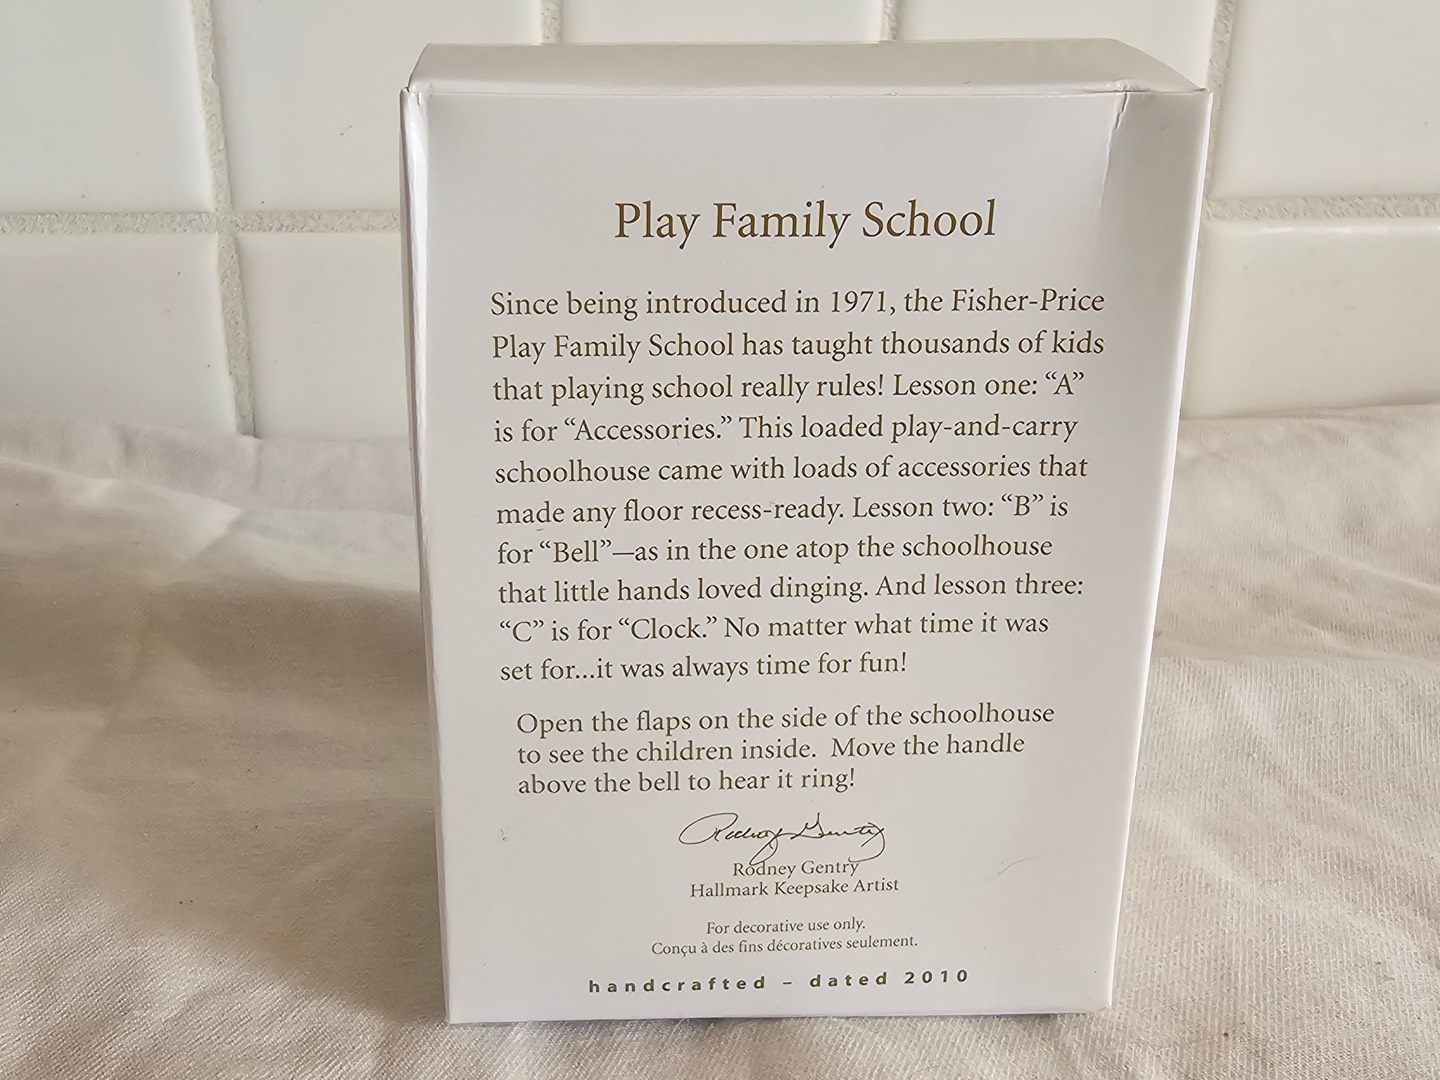 Play Family School
Since being introduced in 1971, the Fisher-Price
Play Family School has taught thousands of kids
that playing school really rules! Lesson one: “A”
is for “Accessories.” This loaded play-and-carry
schoolhouse came with loads of accessories that
made any floor recess-ready. Lesson two: “B” is
for “Bell”—as in the one atop the schoolhouse
that little hands loved dinging. And lesson three:
“C” is for “Clock.” No matter what time it was
set for...it was always time for fun!
Open the flaps on the side of the schoolhouse
to see the children inside.  Move the handle
above the bell to hear it ring!
Rodney Gentry
Rodney Gentry
Hallmark Keepsake Artist
For decorative use only.
Conçu à des fins décoratives seulement.
handcrafted – dated 2010